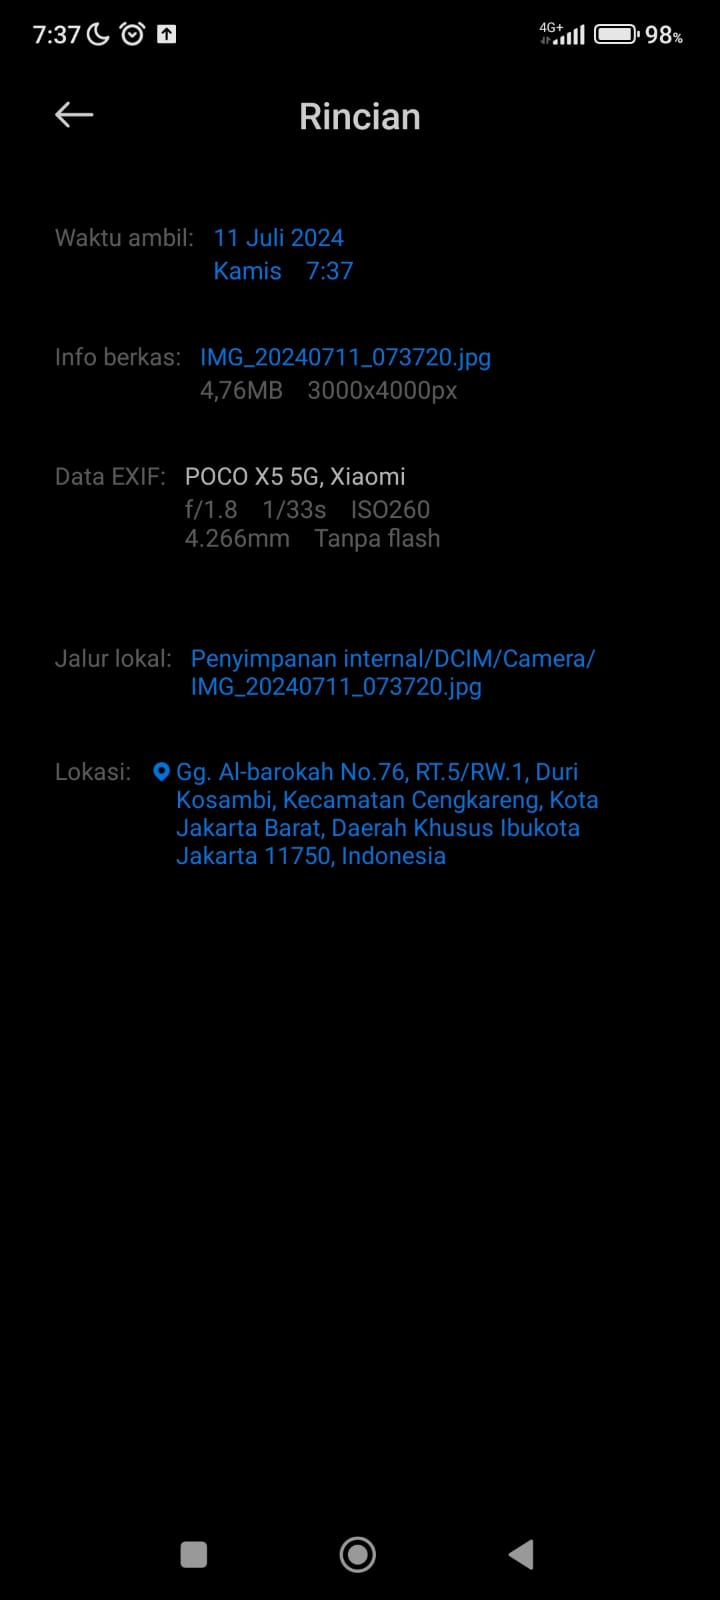 7:37 4G+ 98%
Rincian
Waktu ambil: 11 Juli 2024
Kamis 7:37
Info berkas: IMG_20240711_073720.jpg
4,76MB 3000x4000px
Data EXIF: POCO X5 5G, Xiaomi
f/1.8 1/33s ISO260
4.266mm Tanpa flash
Jalur lokal: Penyimpanan internal/DCIM/Camera/
IMG_20240711_073720.jpg
Lokasi: Gg. Al-barokah No.76, RT.5/RW.1, Duri
Kosambi, Kecamatan Cengkareng, Kota
Jakarta Barat, Daerah Khusus Ibukota
Jakarta 11750, Indonesia